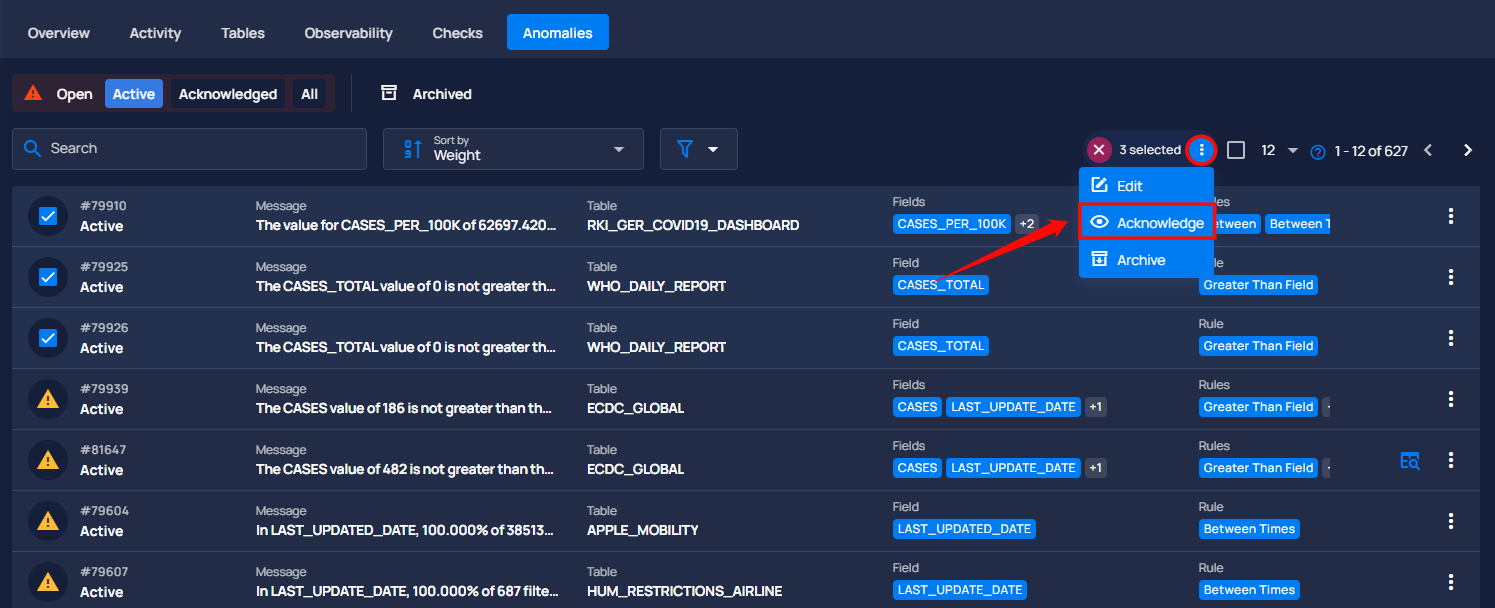 Overview Activity Tables Observability Checks Anomalies
Open Active Acknowledged All Archived
Search
Sort by
Weight
3 selected 12 1 - 12 of 627
Edit
Acknowledge
Archive
#79910 Message Table Fields
Active The value for CASES_PER_100K of 62697.420... RKI_GER_COVID19_DASHBOARD CASES_PER_100K +2 Between T
#79925 Message Table Field
Active The CASES_TOTAL value of 0 is not greater th... WHO_DAILY_REPORT CASES_TOTAL Greater Than Field
#79926 Message Table Field Rule
Active The CASES_TOTAL value of 0 is not greater th... WHO_DAILY_REPORT CASES_TOTAL Greater Than Field
#79939 Message Table Fields Rules
Active The CASES value of 186 is not greater than th... ECDC_GLOBAL CASES LAST_UPDATE_DATE +1 Greater Than Field
#81647 Message Table Fields Rules
Active The CASES value of 482 is not greater than th... ECDC_GLOBAL CASES LAST_UPDATE_DATE +1 Greater Than Field
#79604 Message Table Field Rule
Active In LAST_UPDATED_DATE, 100.000% of 38513... APPLE_MOBILITY LAST_UPDATED_DATE Between Times
#79607 Message Table Field Rule
Active In LAST_UPDATE_DATE, 100.000% of 687 filte... HUM_RESTRICTIONS_AIRLINE LAST_UPDATE_DATE Between Times